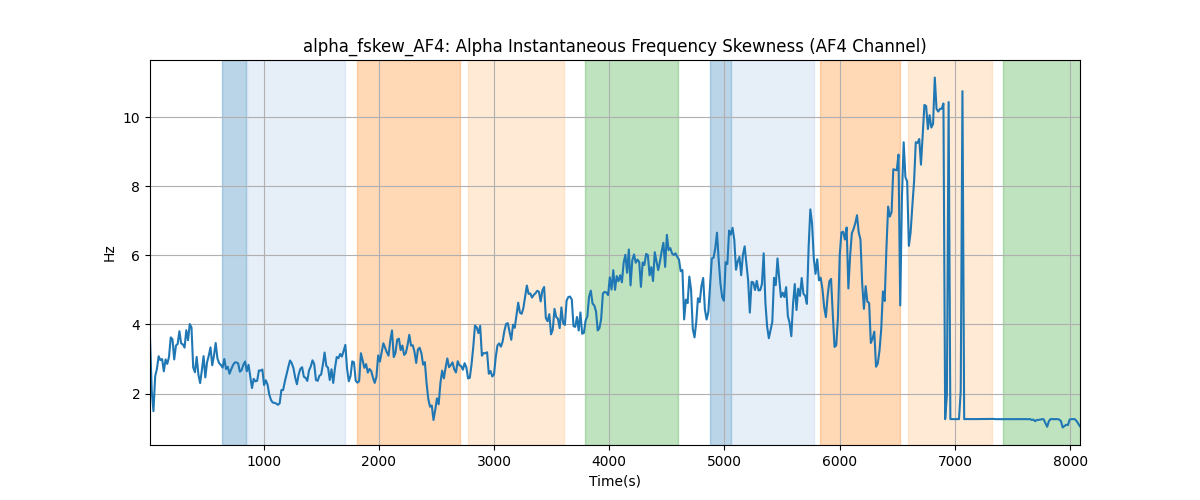 alpha_fskew_AF4: Alpha Instantaneous Frequency Skewness (AF4 Channel)
10
8
6
4
2
Hz
1000 2000 3000 4000 5000 6000 7000 8000
Time(s)